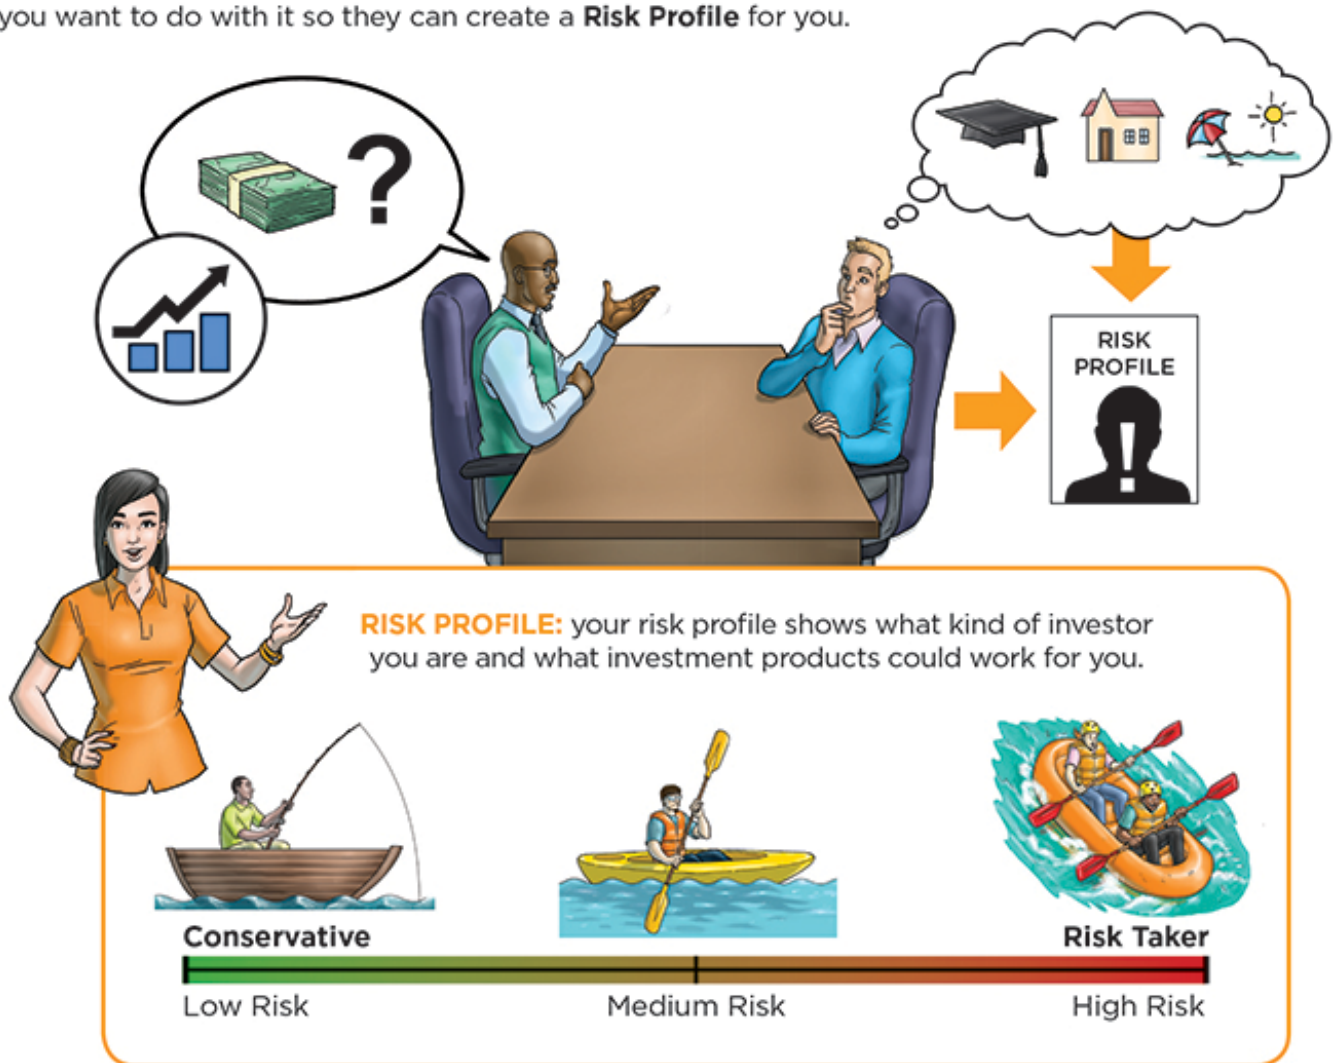 you want to do with it so they can create a Risk Profile for you.
?
RISK
PROFILE
!
RISK PROFILE: your risk profile shows what kind of investor
you are and what investment products could work for you.
Conservative
Risk Taker
Low Risk
Medium Risk
High Risk